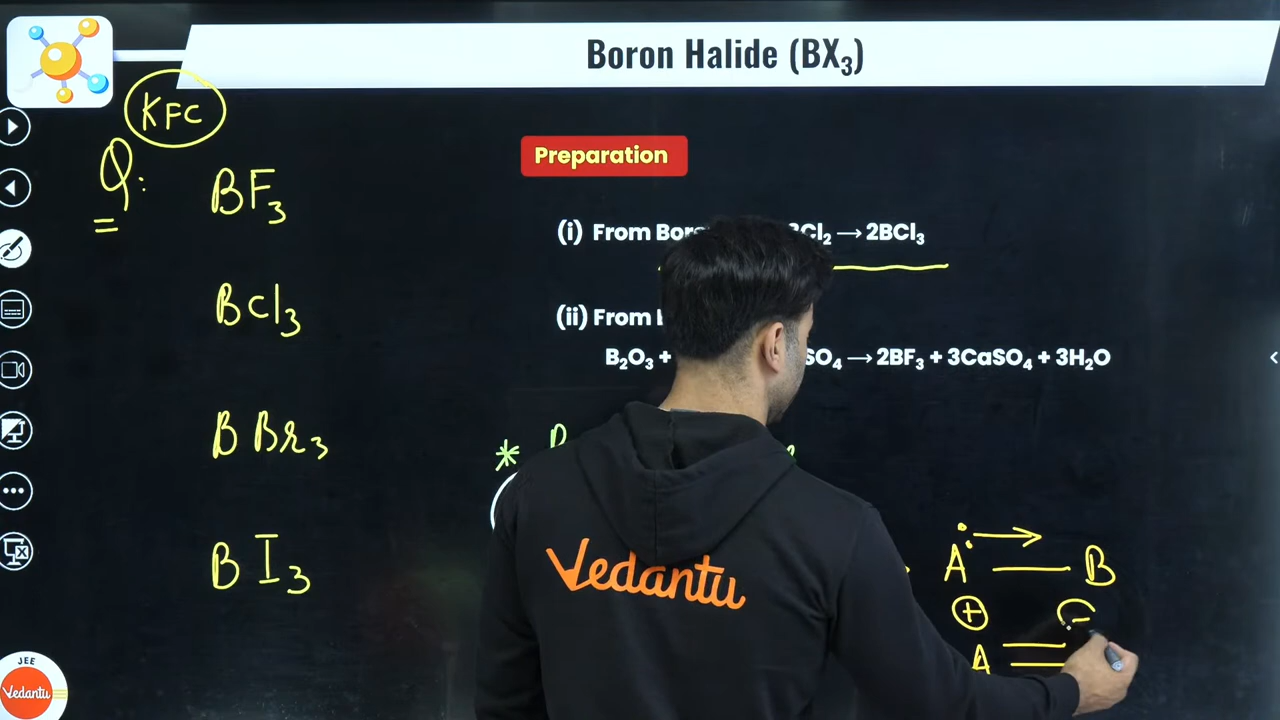 Boron Halide (BX₃)
KFC
Q:
BF₃
BCl₃
BBr₃
BI₃
Preparation
(i) From Cl₂ → 2BCl₃
(ii) From
B₂O₃ + SO₄ → 2BF₃ + 3CaSO₄ + 3H₂O
*
A: → B
⊕ ⊖
A =
Vedantu
JEE
Vedantu